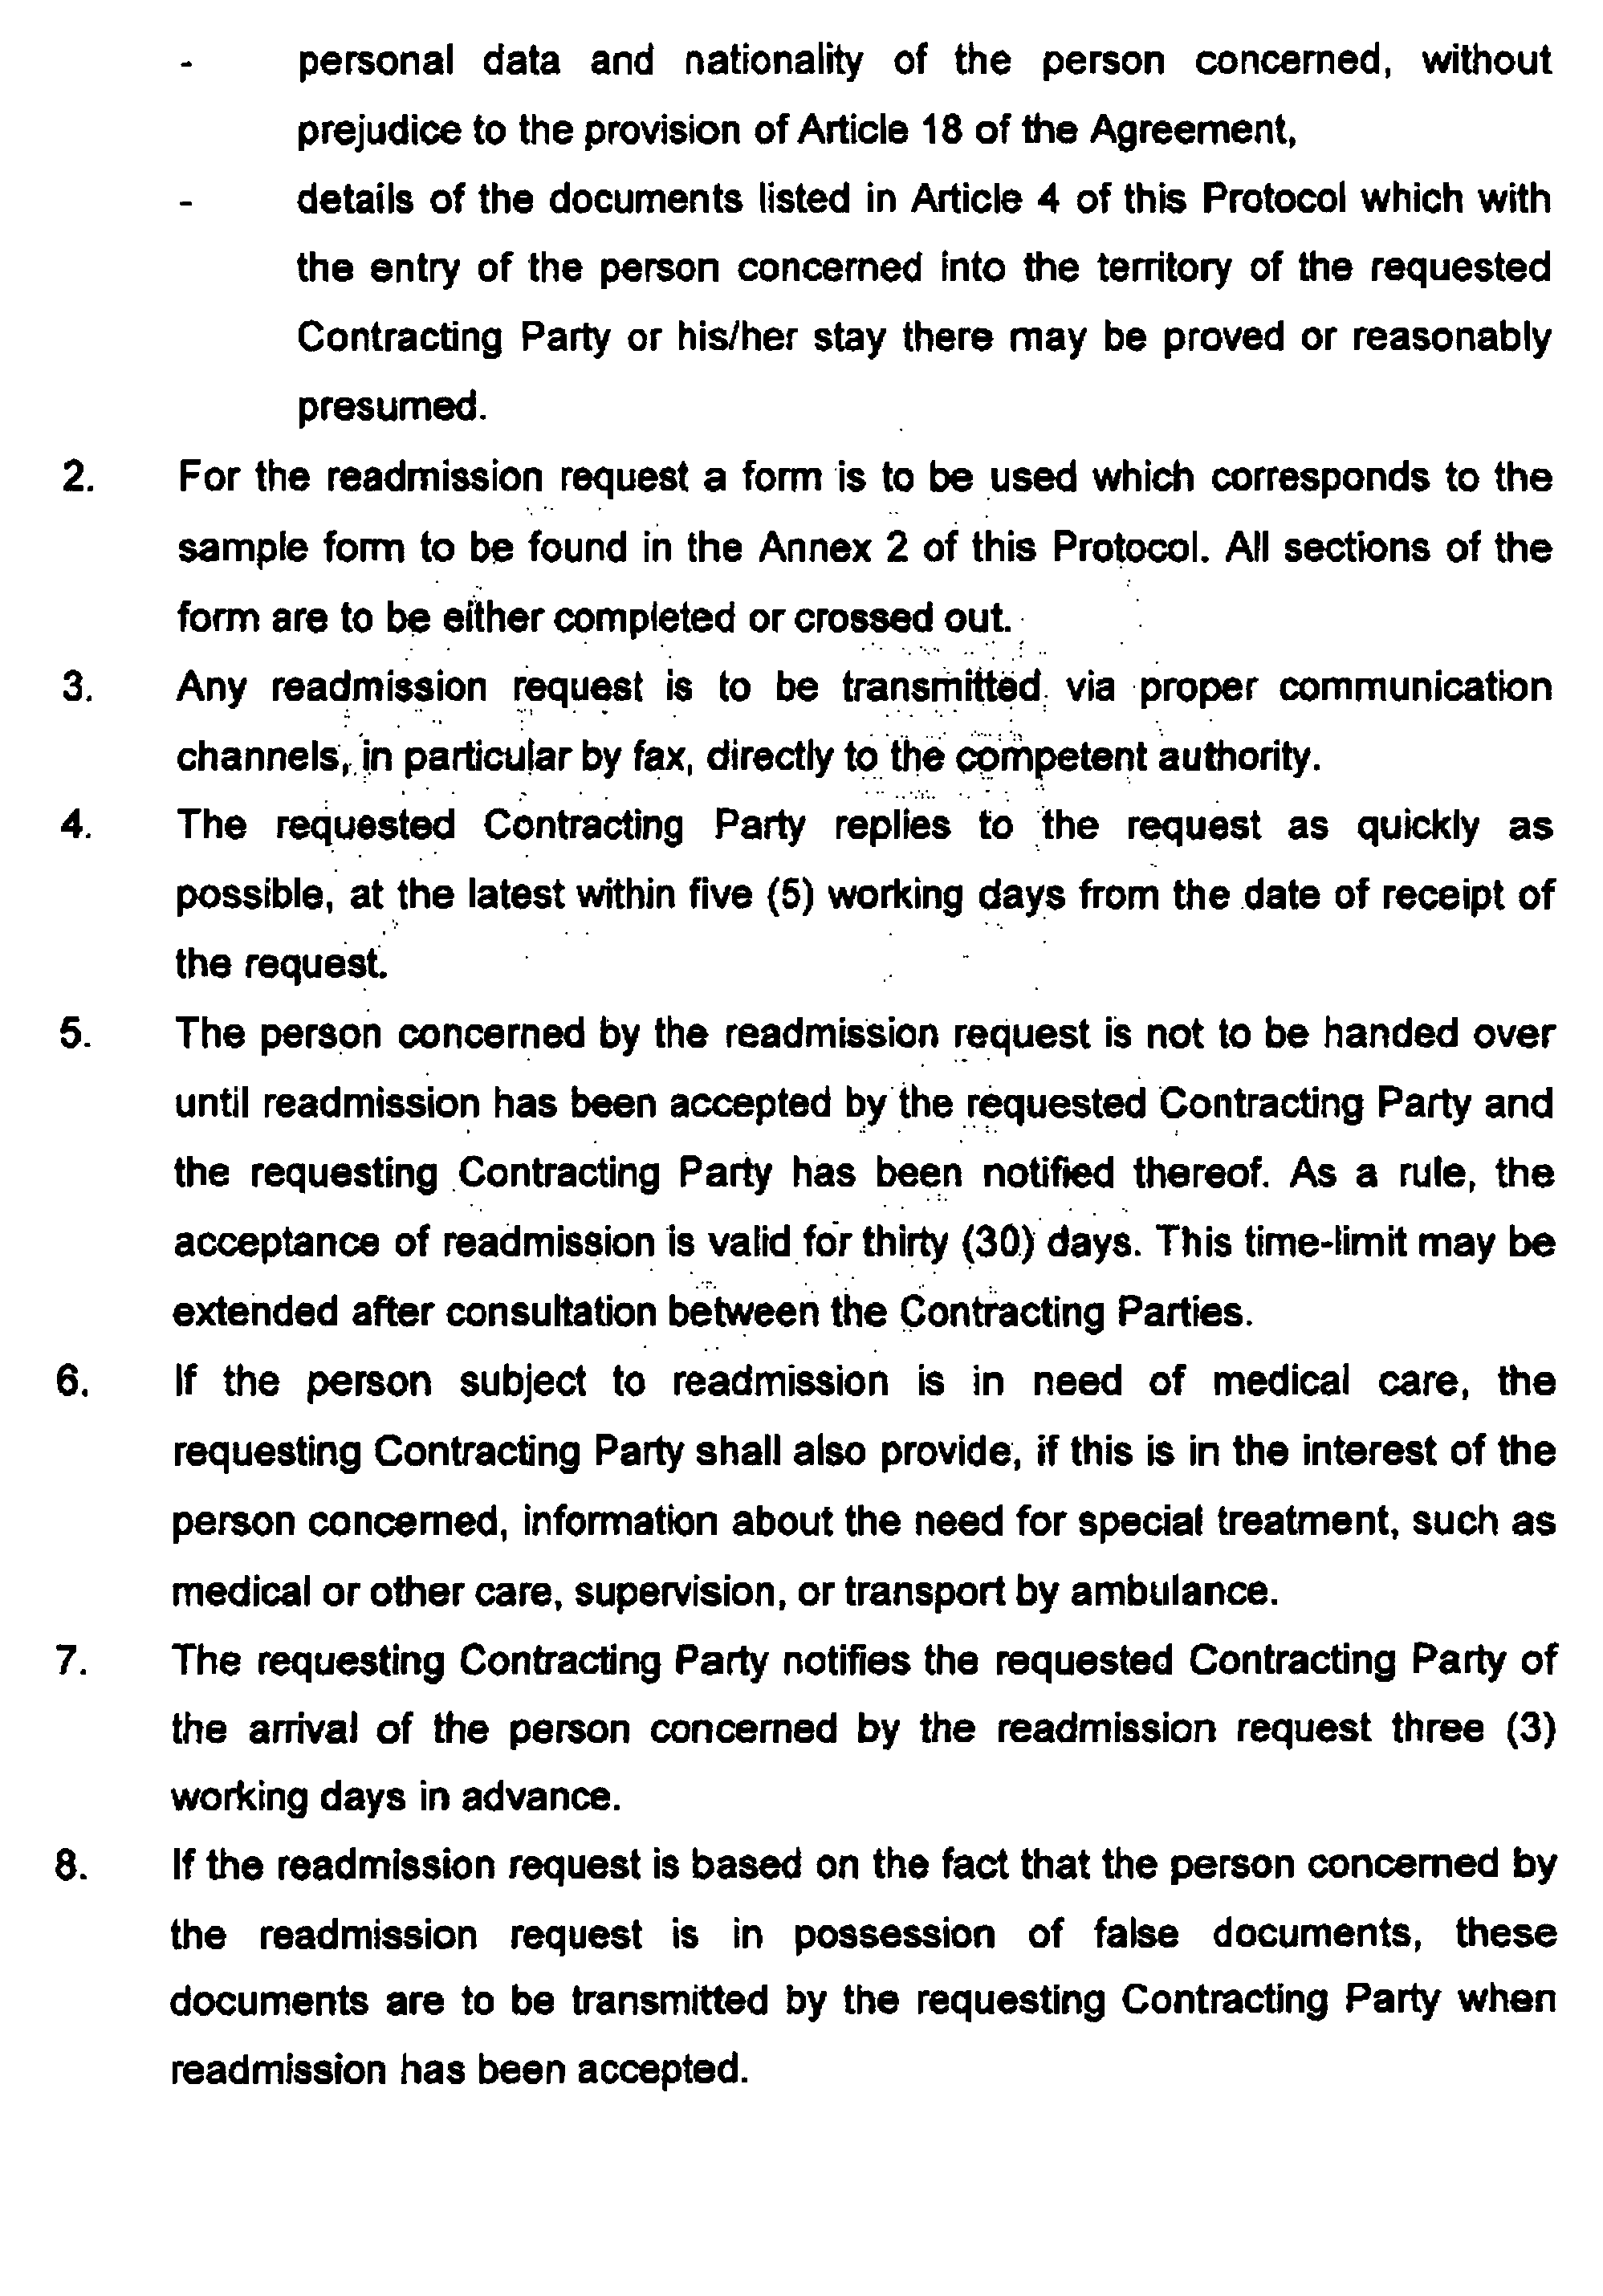 - personal data and nationality of the person concerned, without
prejudice to the provision of Article 18 of the Agreement,
- details of the documents listed in Article 4 of this Protocol which with
the entry of the person concerned into the territory of the requested
Contracting Party or his/her stay there may be proved or reasonably
presumed.
2. For the readmission request a form is to be used which corresponds to the
sample form to be found in the Annex 2 of this Protocol. All sections of the
form are to be either completed or crossed out.
3. Any readmission request is to be transmitted via proper communication
channels, in particular by fax, directly to the competent authority.
4. The requested Contracting Party replies to the request as quickly as
possible, at the latest within five (5) working days from the date of receipt of
the request.
5. The person concerned by the readmission request is not to be handed over
until readmission has been accepted by the requested Contracting Party and
the requesting Contracting Party has been notified thereof. As a rule, the
acceptance of readmission is valid for thirty (30) days. This time-limit may be
extended after consultation between the Contracting Parties.
6. If the person subject to readmission is in need of medical care, the
requesting Contracting Party shall also provide, if this is in the interest of the
person concerned, information about the need for special treatment, such as
medical or other care, supervision, or transport by ambulance.
7. The requesting Contracting Party notifies the requested Contracting Party of
the arrival of the person concerned by the readmission request three (3)
working days in advance.
8. If the readmission request is based on the fact that the person concerned by
the readmission request is in possession of false documents, these
documents are to be transmitted by the requesting Contracting Party when
readmission has been accepted.